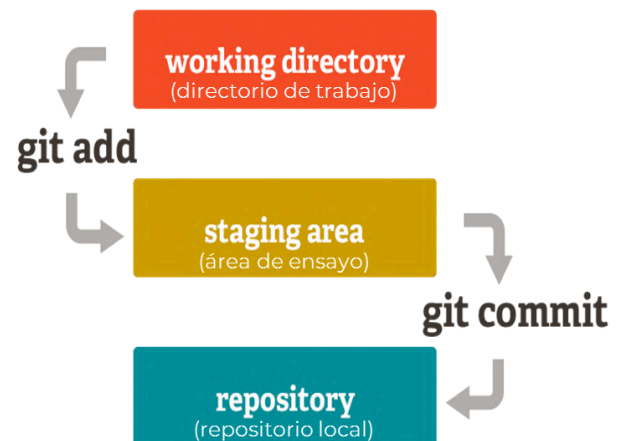 working directory
(directorio de trabajo)
git add
staging area
(área de ensayo)
git commit
repository
(repositorio local)